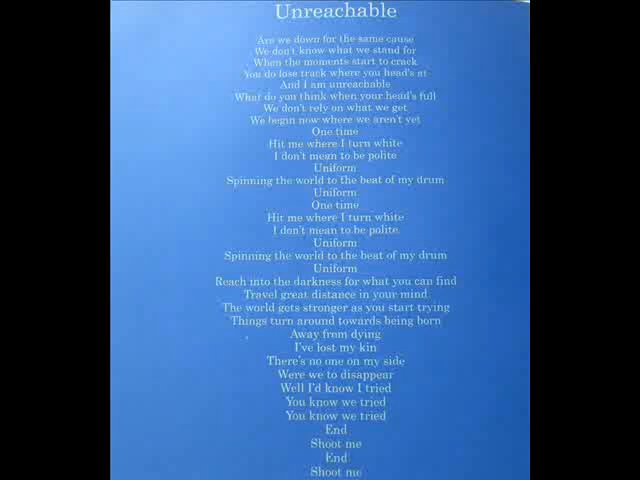 Unreachable
Are we down for the same cause
We don't know what we stand for
When the moments start to crack
You do lose track where you head's at
And I am unreachable
What do you think when your head's full
We don't rely on what we get
We begin now where we aren't yet
One time
Hit me where I turn white
I don't mean to be polite
Uniform
Spinning the world to the beat of my drum
Uniform
One time
Hit me where I turn white
I don't mean to be polite
Uniform
Spinning the world to the beat of my drum
Uniform
Reach into the darkness for what you can find
Travel great distance in your mind
The world gets stronger as you start trying
Things turn around towards being born
Away from dying
I've lost my kin
There's no one on my side
Were we to disappear
Well I'd know I tried
You know we tried
You know we tried
End
Shoot me
End
Shoot me